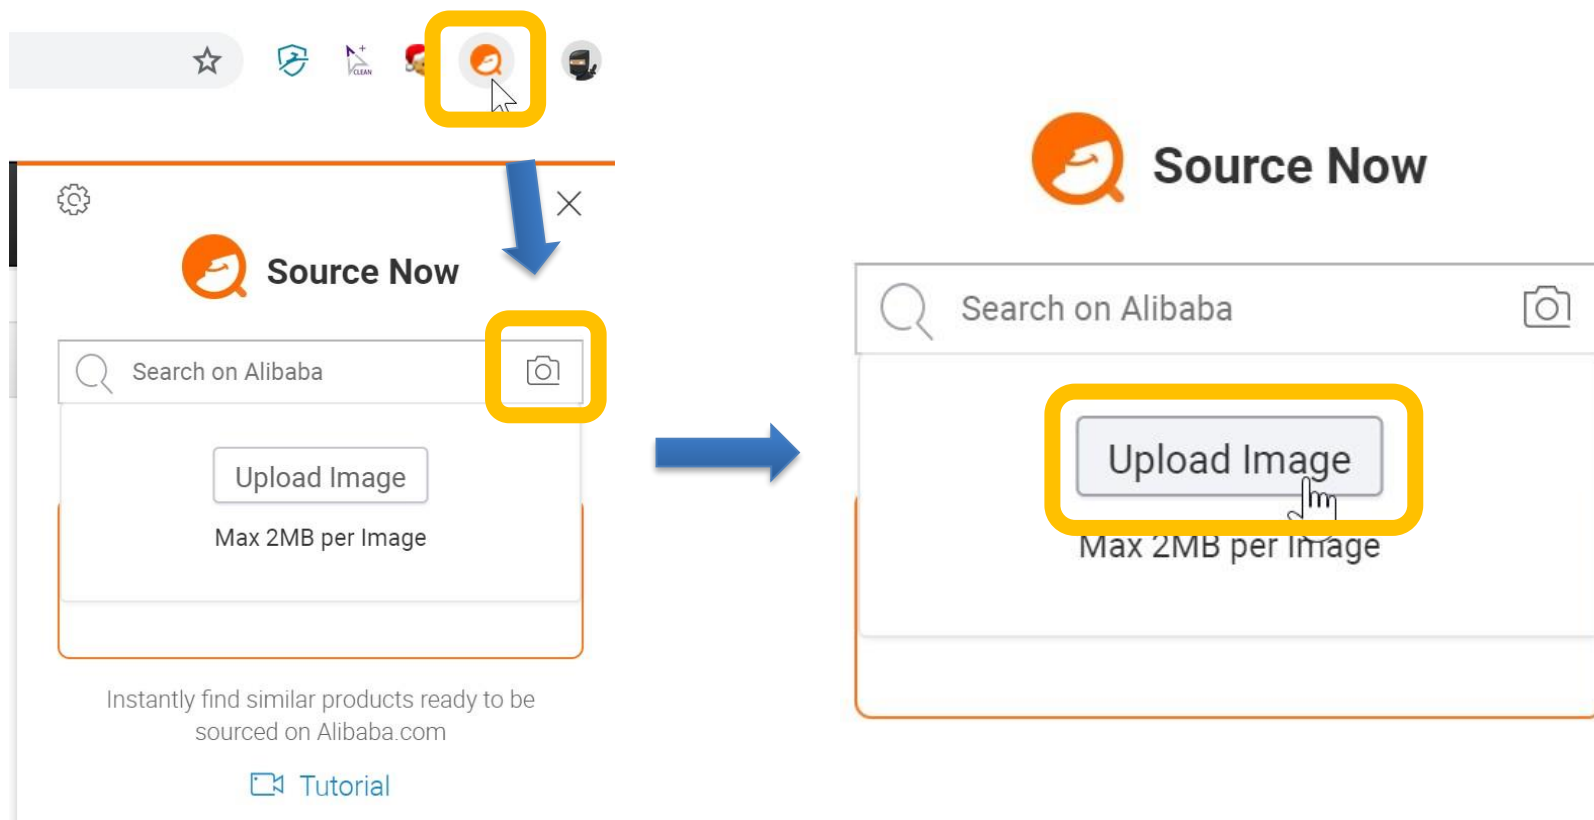 CLEAN
Source Now
Search on Alibaba
Upload Image
Max 2MB per Image
Instantly find similar products ready to be
sourced on Alibaba.com
Tutorial
Source Now
Search on Alibaba
Upload Image
Max 2MB per Image